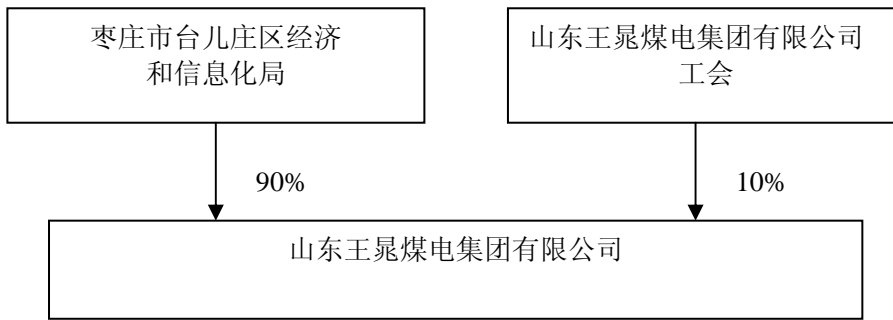 枣庄市台儿庄区经济
和信息化局
山东王晁煤电集团有限公司
工会
90%
10%
山东王晁煤电集团有限公司